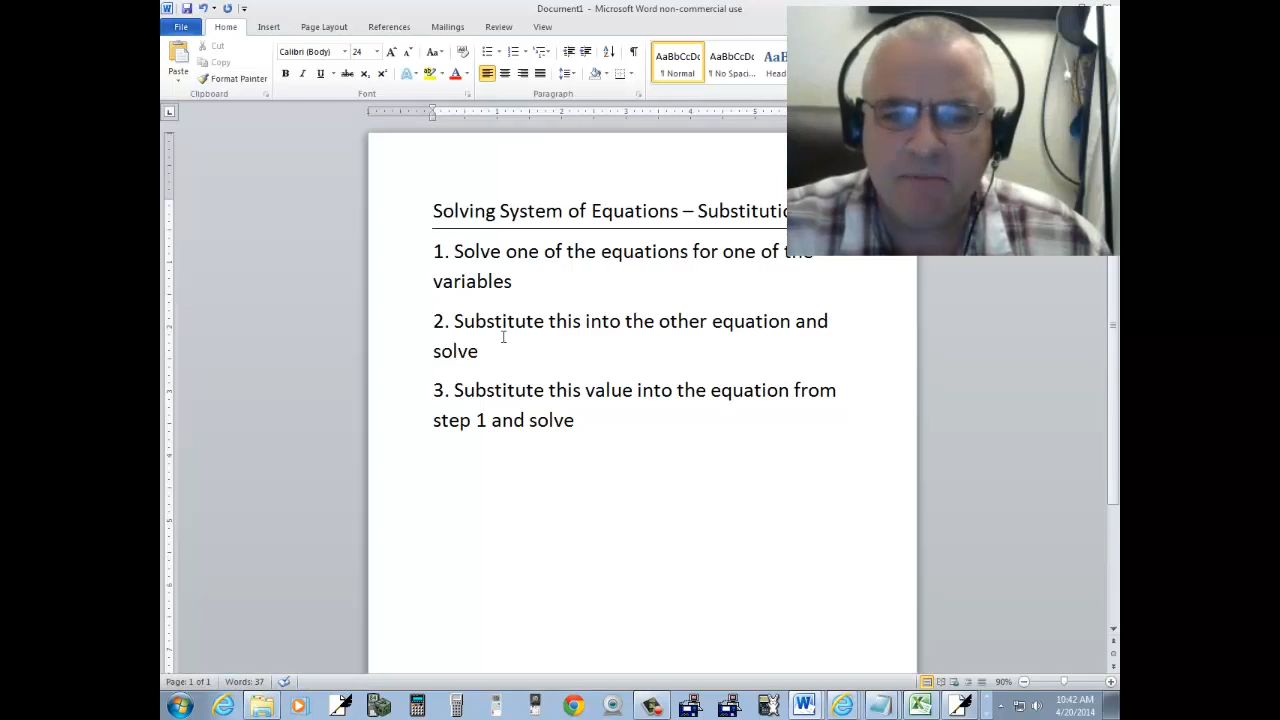 Document1 - Microsoft Word non-commercial use
File Home Insert Page Layout References Mailings Review View
Cut
Copy
Paste Format Painter
Calibri (Body) 24
AaBbCcDc AaBbCcDc
¶ Normal ¶ No Spaci... Head
Clipboard Font Paragraph
Solving System of Equations –
1. Solve one of the equations for one of the
variables
2. Substitute this into the other equation and
solve
3. Substitute this value into the equation from
step 1 and solve
Page: 1 of 1 Words: 37 90%
10:42 AM
4/20/2014